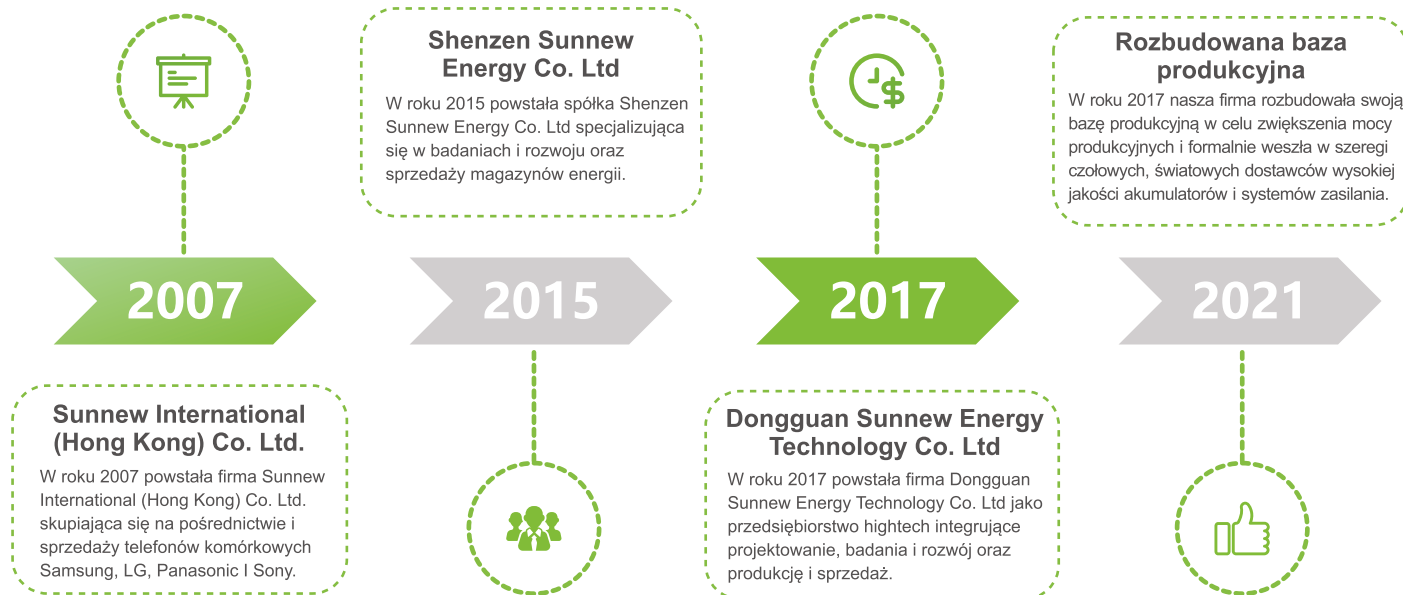 Shenzen Sunnew
Energy Co. Ltd
W roku 2015 powstała spółka Shenzen
Sunnew Energy Co. Ltd specjalizująca
się w badaniach i rozwoju oraz
sprzedaży magazynów energii.
Rozbudowana baza
produkcyjna
W roku 2017 nasza firma rozbudowała swoją
bazę produkcyjną w celu zwiększenia mocy
produkcyjnych i formalnie weszła w szeregi
czołowych, światowych dostawców wysokiej
jakości akumulatorów i systemów zasilania.
$
2007
2015
2017
2021
Sunnew International
(Hong Kong) Co. Ltd.
W roku 2007 powstała firma Sunnew
International (Hong Kong) Co. Ltd.
skupiająca się na pośrednictwie i
sprzedaży telefonów komórkowych
Samsung, LG, Panasonic I Sony.
Dongguan Sunnew Energy
Technology Co. Ltd
W roku 2017 powstała firma Dongguan
Sunnew Energy Technology Co. Ltd jako
przedsiębiorstwo hightech integrujące
projektowanie, badania i rozwój oraz
produkcję i sprzedaż.